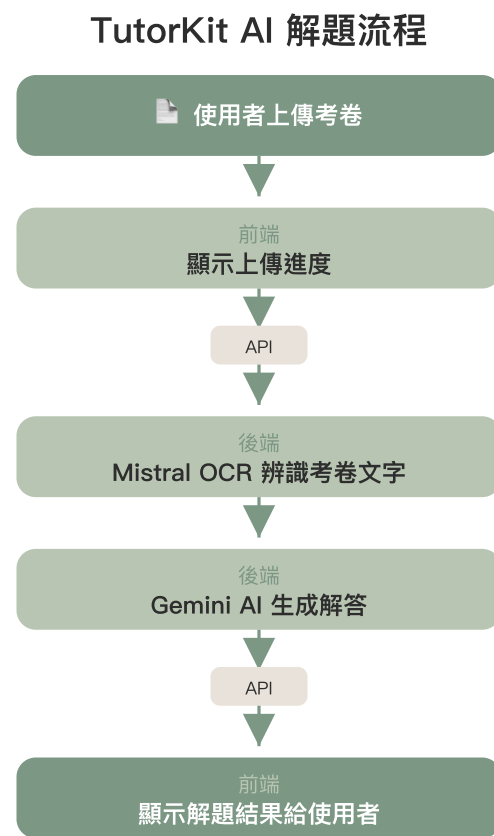 TutorKit AI 解題流程
使用者上傳考卷
前端
顯示上傳進度
API
後端
Mistral OCR 辨識考卷文字
後端
Gemini AI 生成解答
API
前端
顯示解題結果給使用者